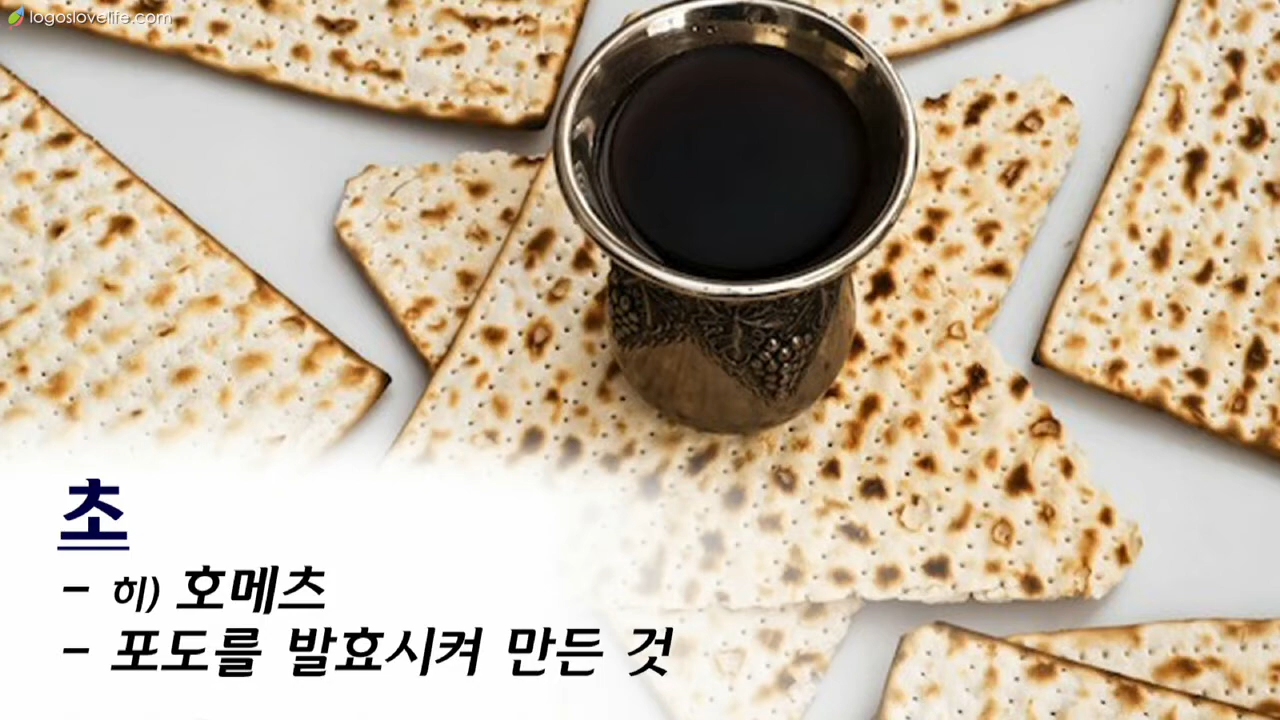 logoslovelife.com
초
- 히) 호메츠
- 포도를 발효시켜 만든 것